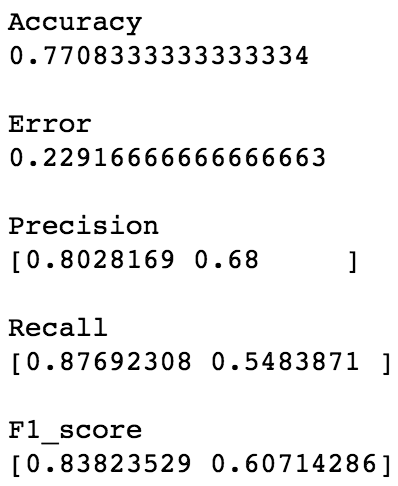 Accuracy
0.7708333333333334
Error
0.22916666666666663
Precision
[0.8028169 0.68     ]
Recall
[0.87692308 0.5483871 ]
F1_score
[0.83823529 0.60714286]